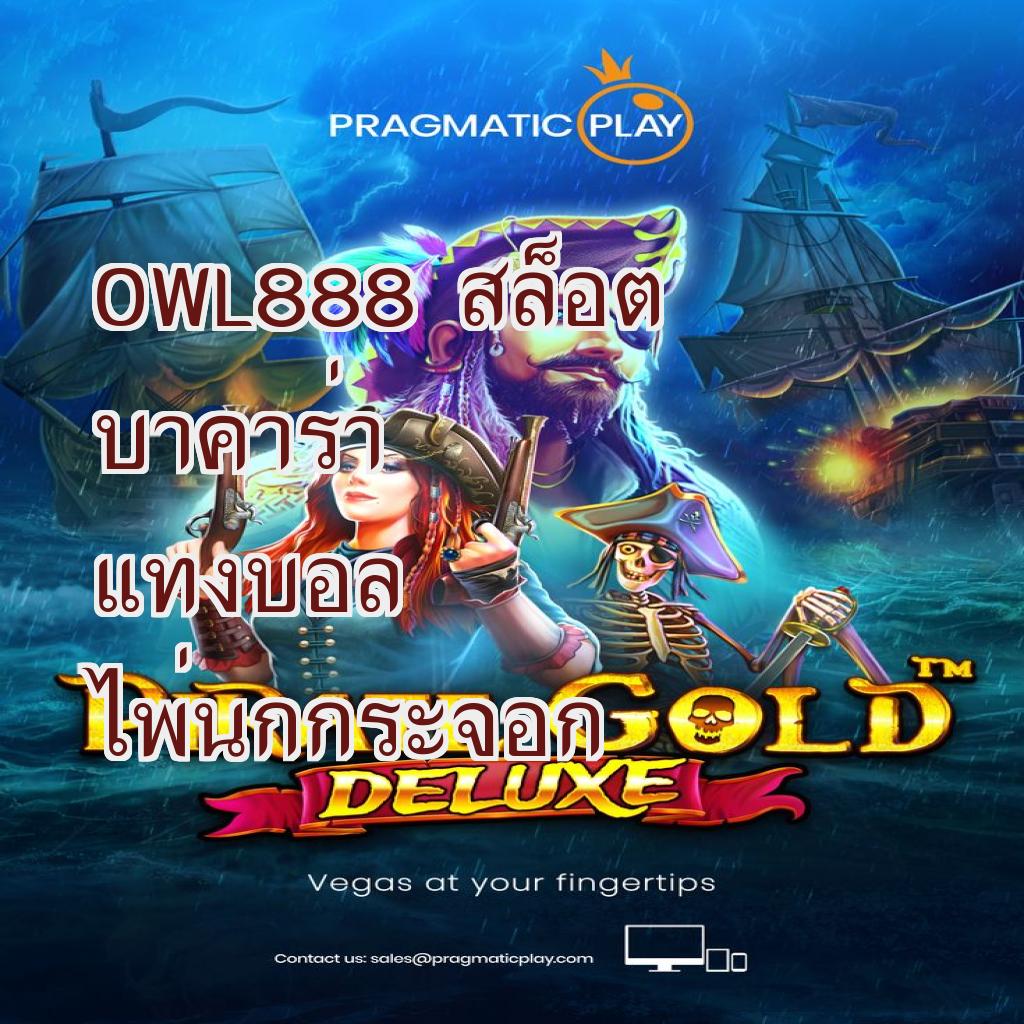 PRAGMATIC PLAY
OWL888 สล็อต
บาคาร่า
แทงบอล
ไพ่นกกระจอก
PIRATE GOLD™
DELUXE
Vegas at your fingertips
Contact us: sales@pragmaticplay.com